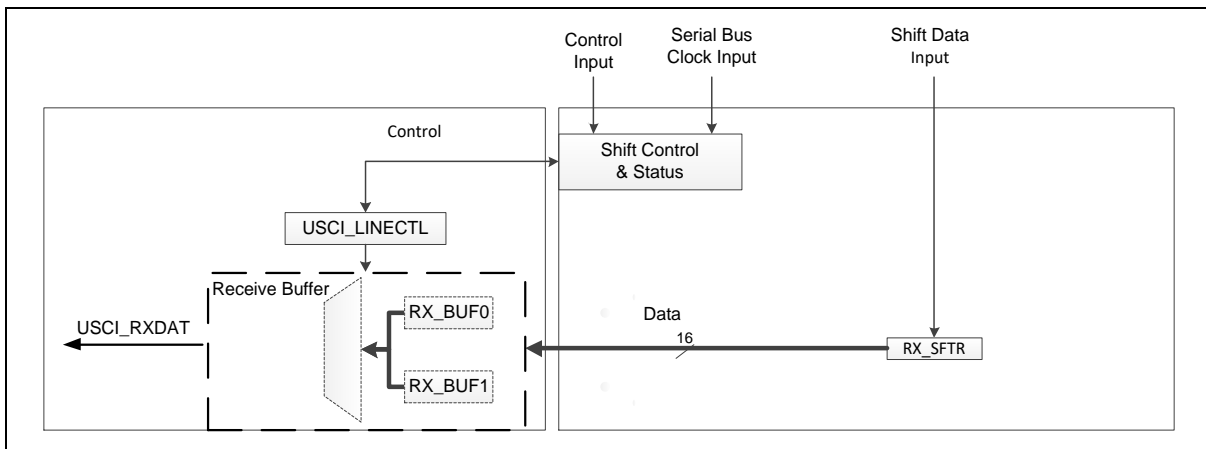 Control
Input
Serial Bus
Clock Input
Shift Data
Input
Control
Shift Control
& Status
USCI_LINECTL
Receive Buffer
RX_BUF0
USCI_RXDAT
Data
16
RX_SFTR
RX_BUF1